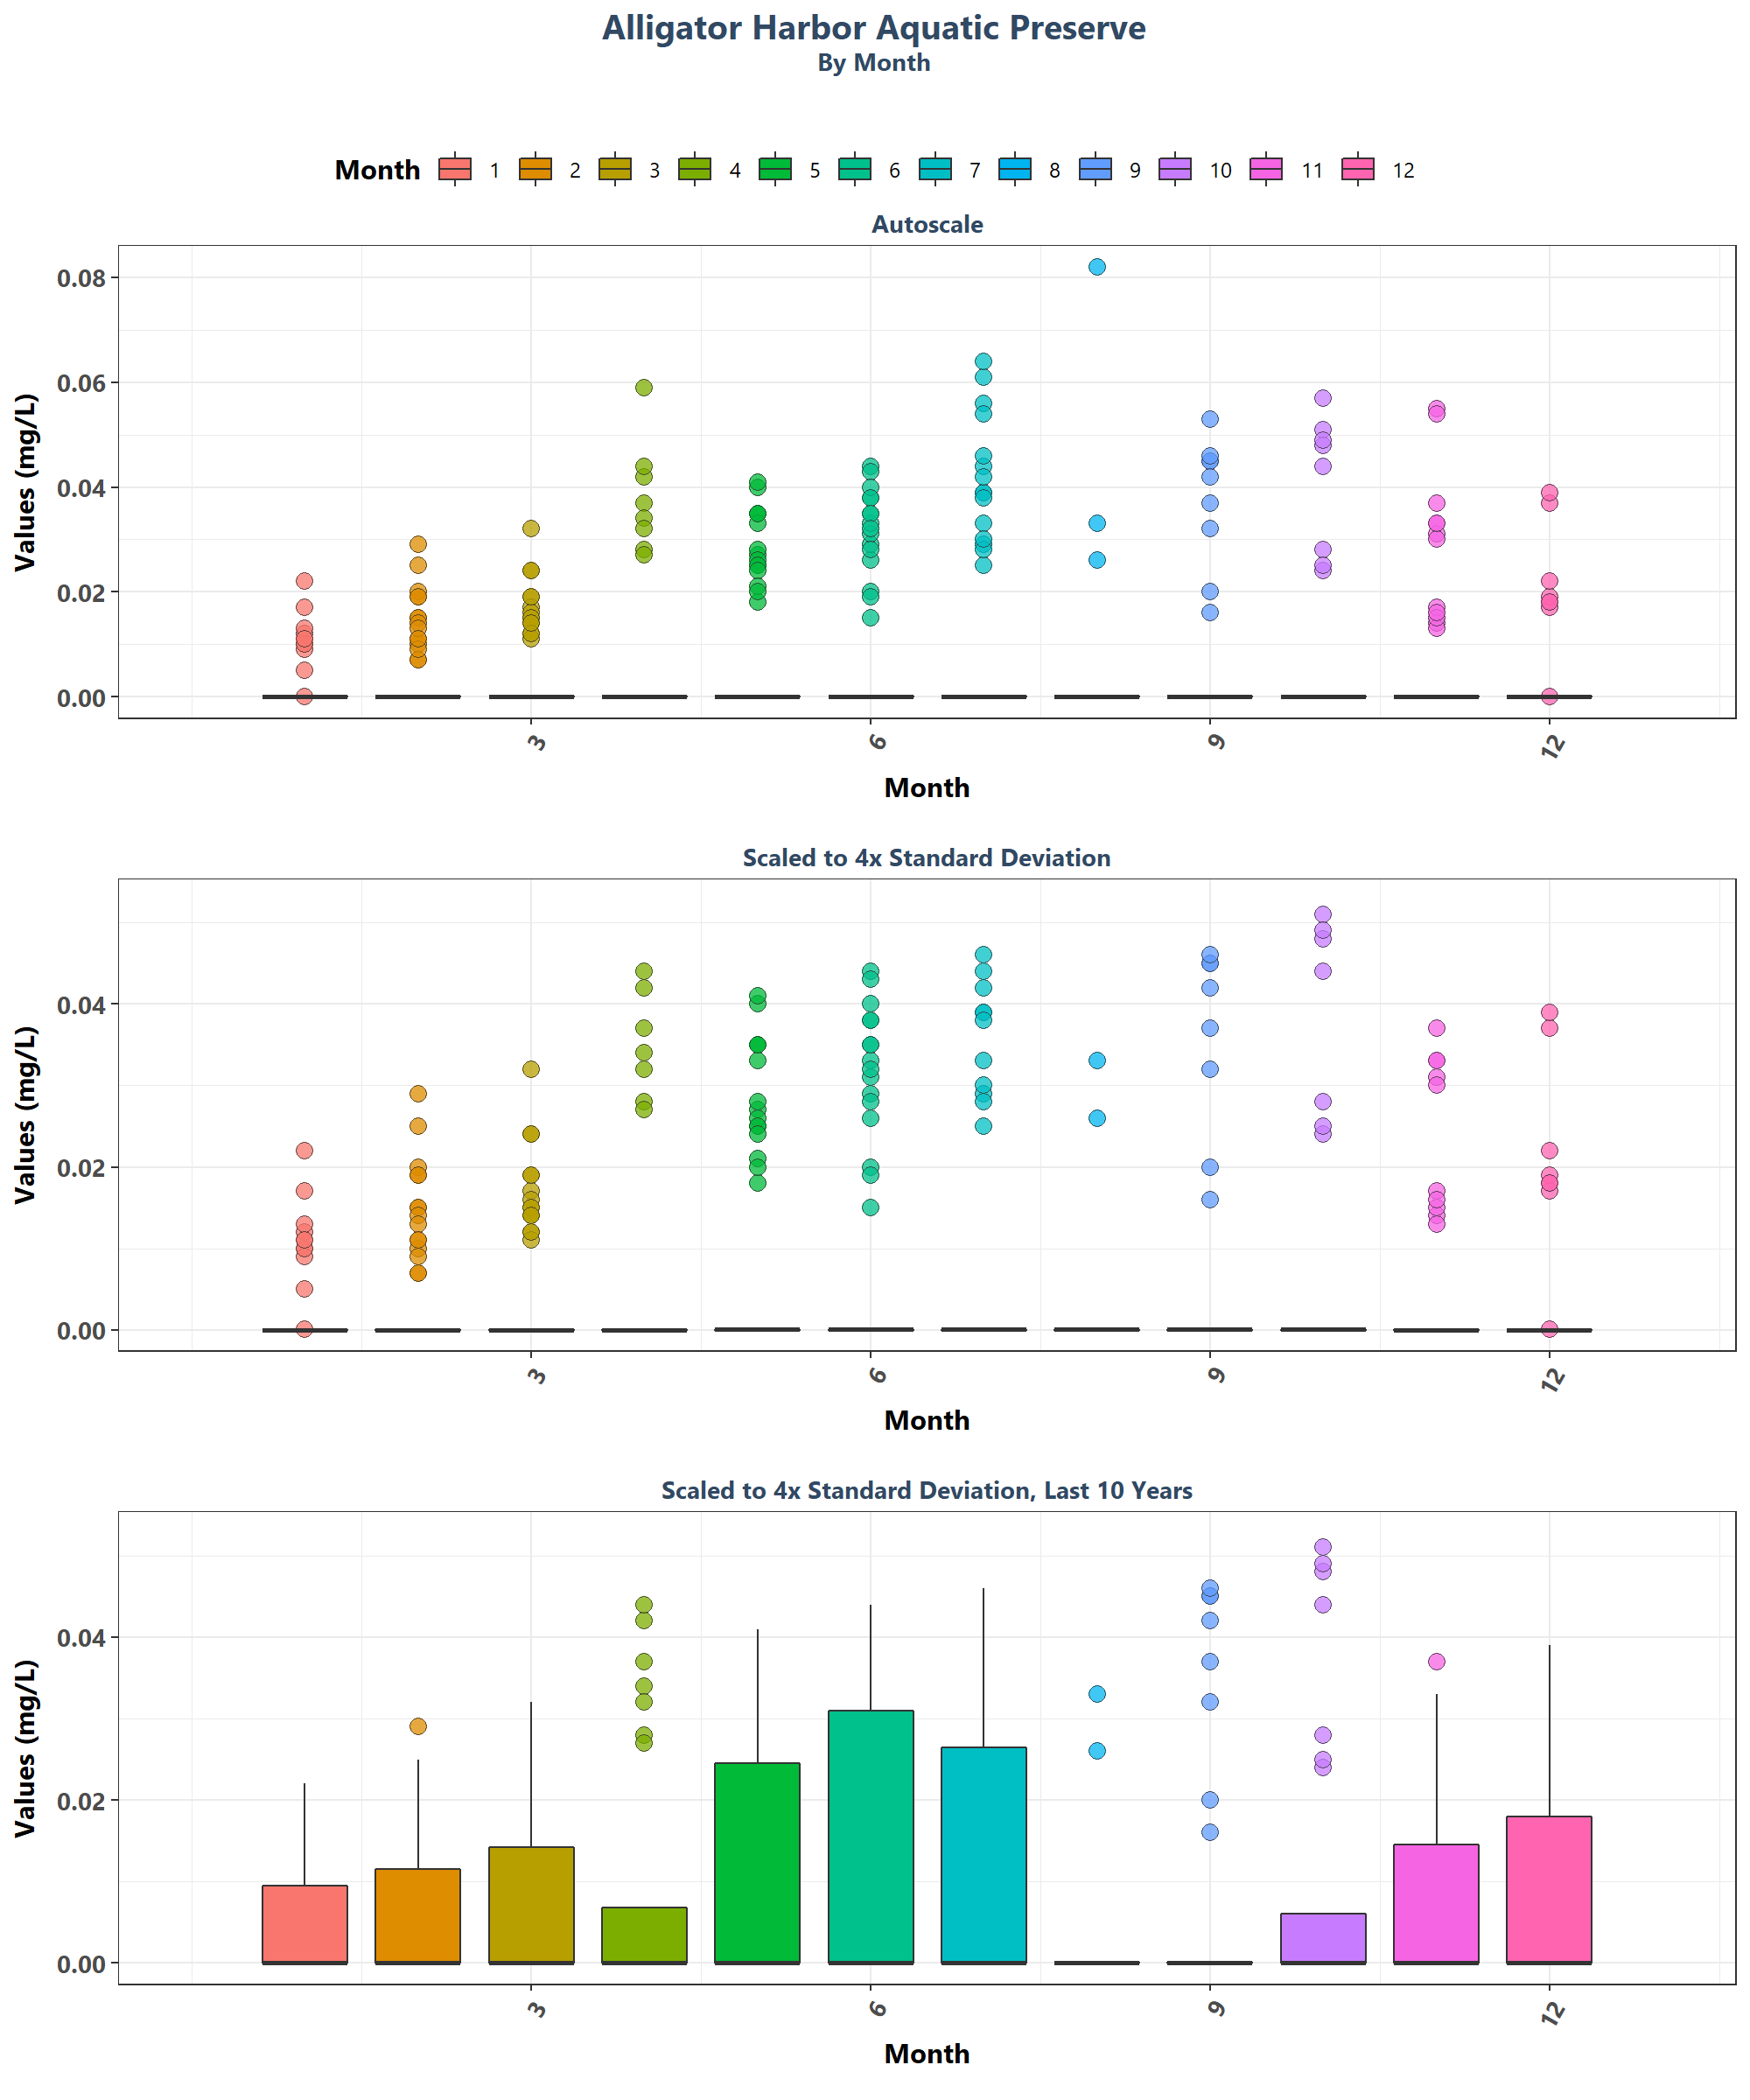 Alligator Harbor Aquatic Preserve
By Month
Month 1 2 3 4 5 6 7 8 9 10 11 12
Autoscale
Values (mg/L)
0.08
0.06
0.04
0.02
0.00
3 6 9 12
Month
Scaled to 4x Standard Deviation
Values (mg/L)
0.04
0.02
0.00
3 6 9 12
Month
Scaled to 4x Standard Deviation, Last 10 Years
Values (mg/L)
0.04
0.02
0.00
3 6 9 12
Month